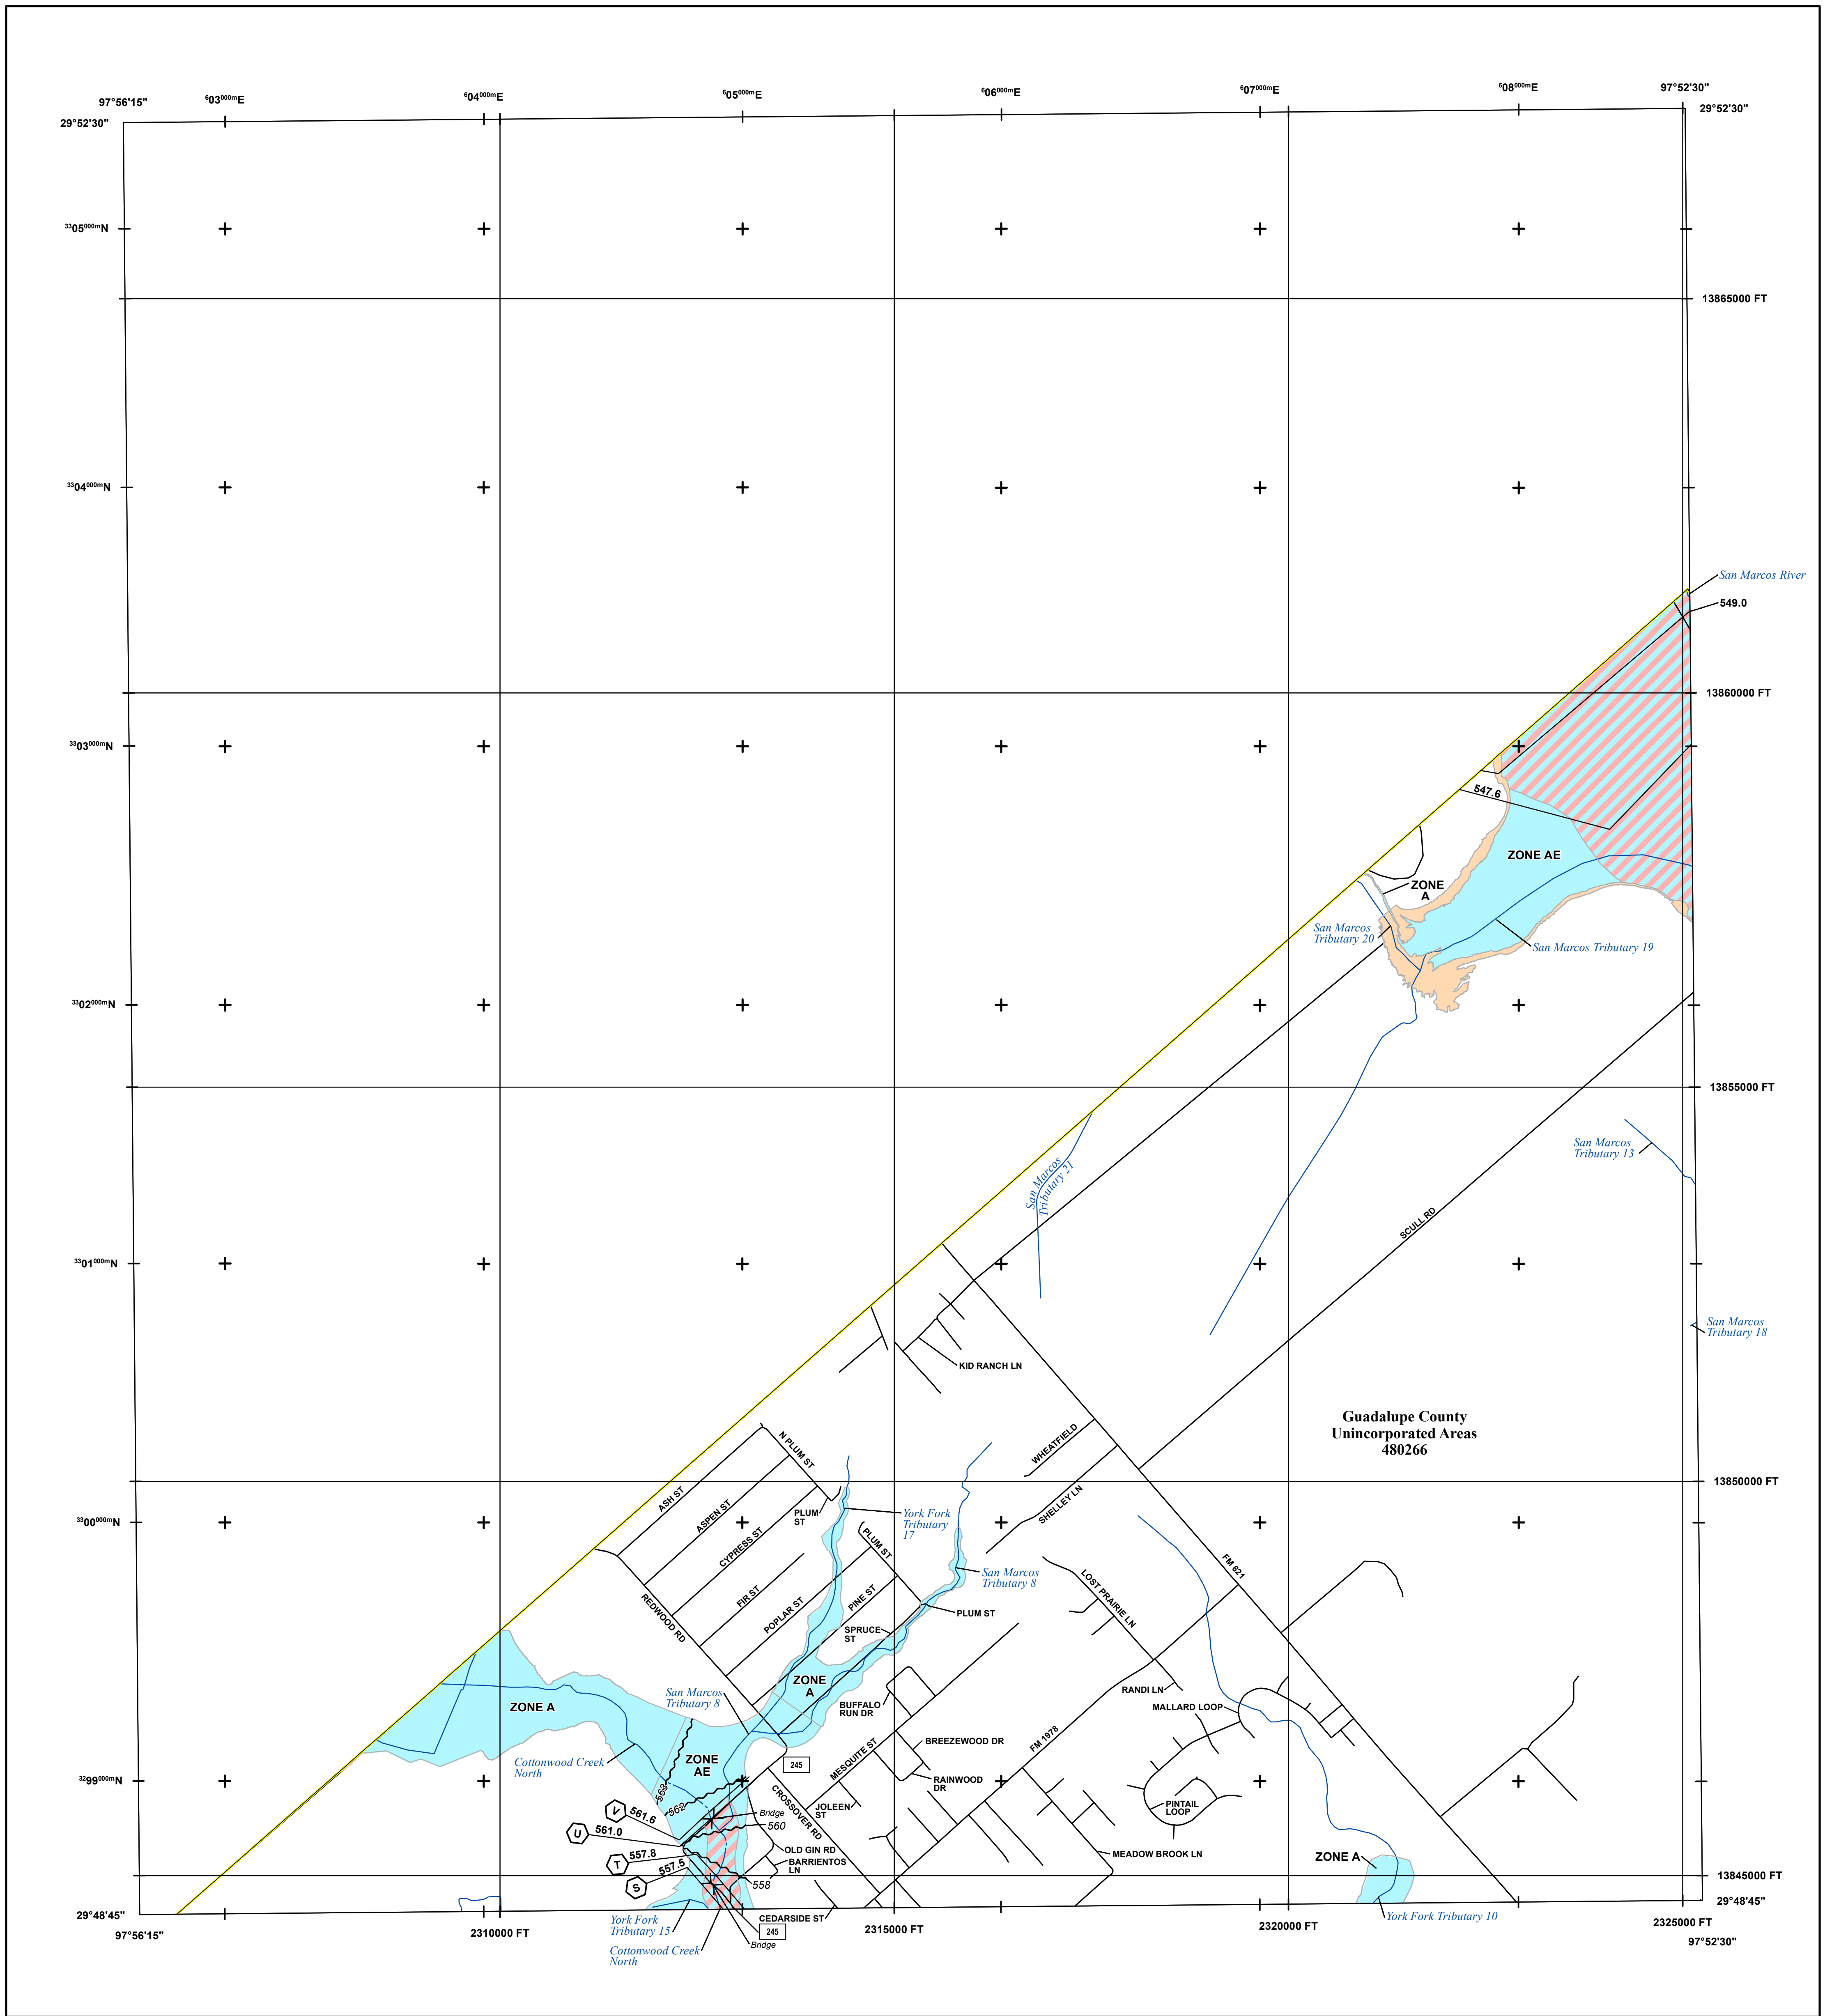 97°56'15"
603000mE
604000mE
605000mE
606000mE
607000mE
608000mE
97°52'30"
29°52'30"
29°52'30"
3305000mN
13865000 FT
3304000mN
San Marcos River
549.0
13860000 FT
3303000mN
547.6
ZONE AE
ZONE
A
San Marcos
Tributary 20
San Marcos Tributary 19
3302000mN
13855000 FT
San Marcos
Tributary 13
San Marcos
Tributary 21
SCULL RD
3301000mN
San Marcos
Tributary 18
KID RANCH LN
Guadalupe County
Unincorporated Areas
480266
N PLUM ST
WHEATFIELD
13850000 FT
ASH ST
ASPEN ST
PLUM
ST
SHELLEY LN
3300000mN
York Fork
Tributary
17
CYPRESS ST
PLUM ST
FM 621
San Marcos
Tributary 8
LOST PRAIRIE LN
FIR ST
PINE ST
POPLAR ST
REDWOOD RD
PLUM ST
SPRUCE
ST
ZONE
A
San Marcos
Tributary 8
RANDI LN
BUFFALO
RUN DR
MALLARD LOOP
ZONE A
FM 1978
BREEZEWOOD DR
MESQUITE ST
Cottonwood Creek
North
ZONE
AE
245
3299000mN
RAINWOOD
DR
563
562
CROSSOVER RD
JOLEEN
ST
PINTAIL
LOOP
V
561.6
Bridge
560
U
561.0
OLD GIN RD
MEADOW BROOK LN
557.8
T
BARRIENTOS
LN
ZONE A
557.5
S
558
13845000 FT
29°48'45"
29°48'45"
CEDARSIDE ST
York Fork
Tributary 15
York Fork Tributary 10
245
97°56'15"
2310000 FT
2315000 FT
2320000 FT
2325000 FT
Bridge
97°52'30"
Cottonwood Creek
North